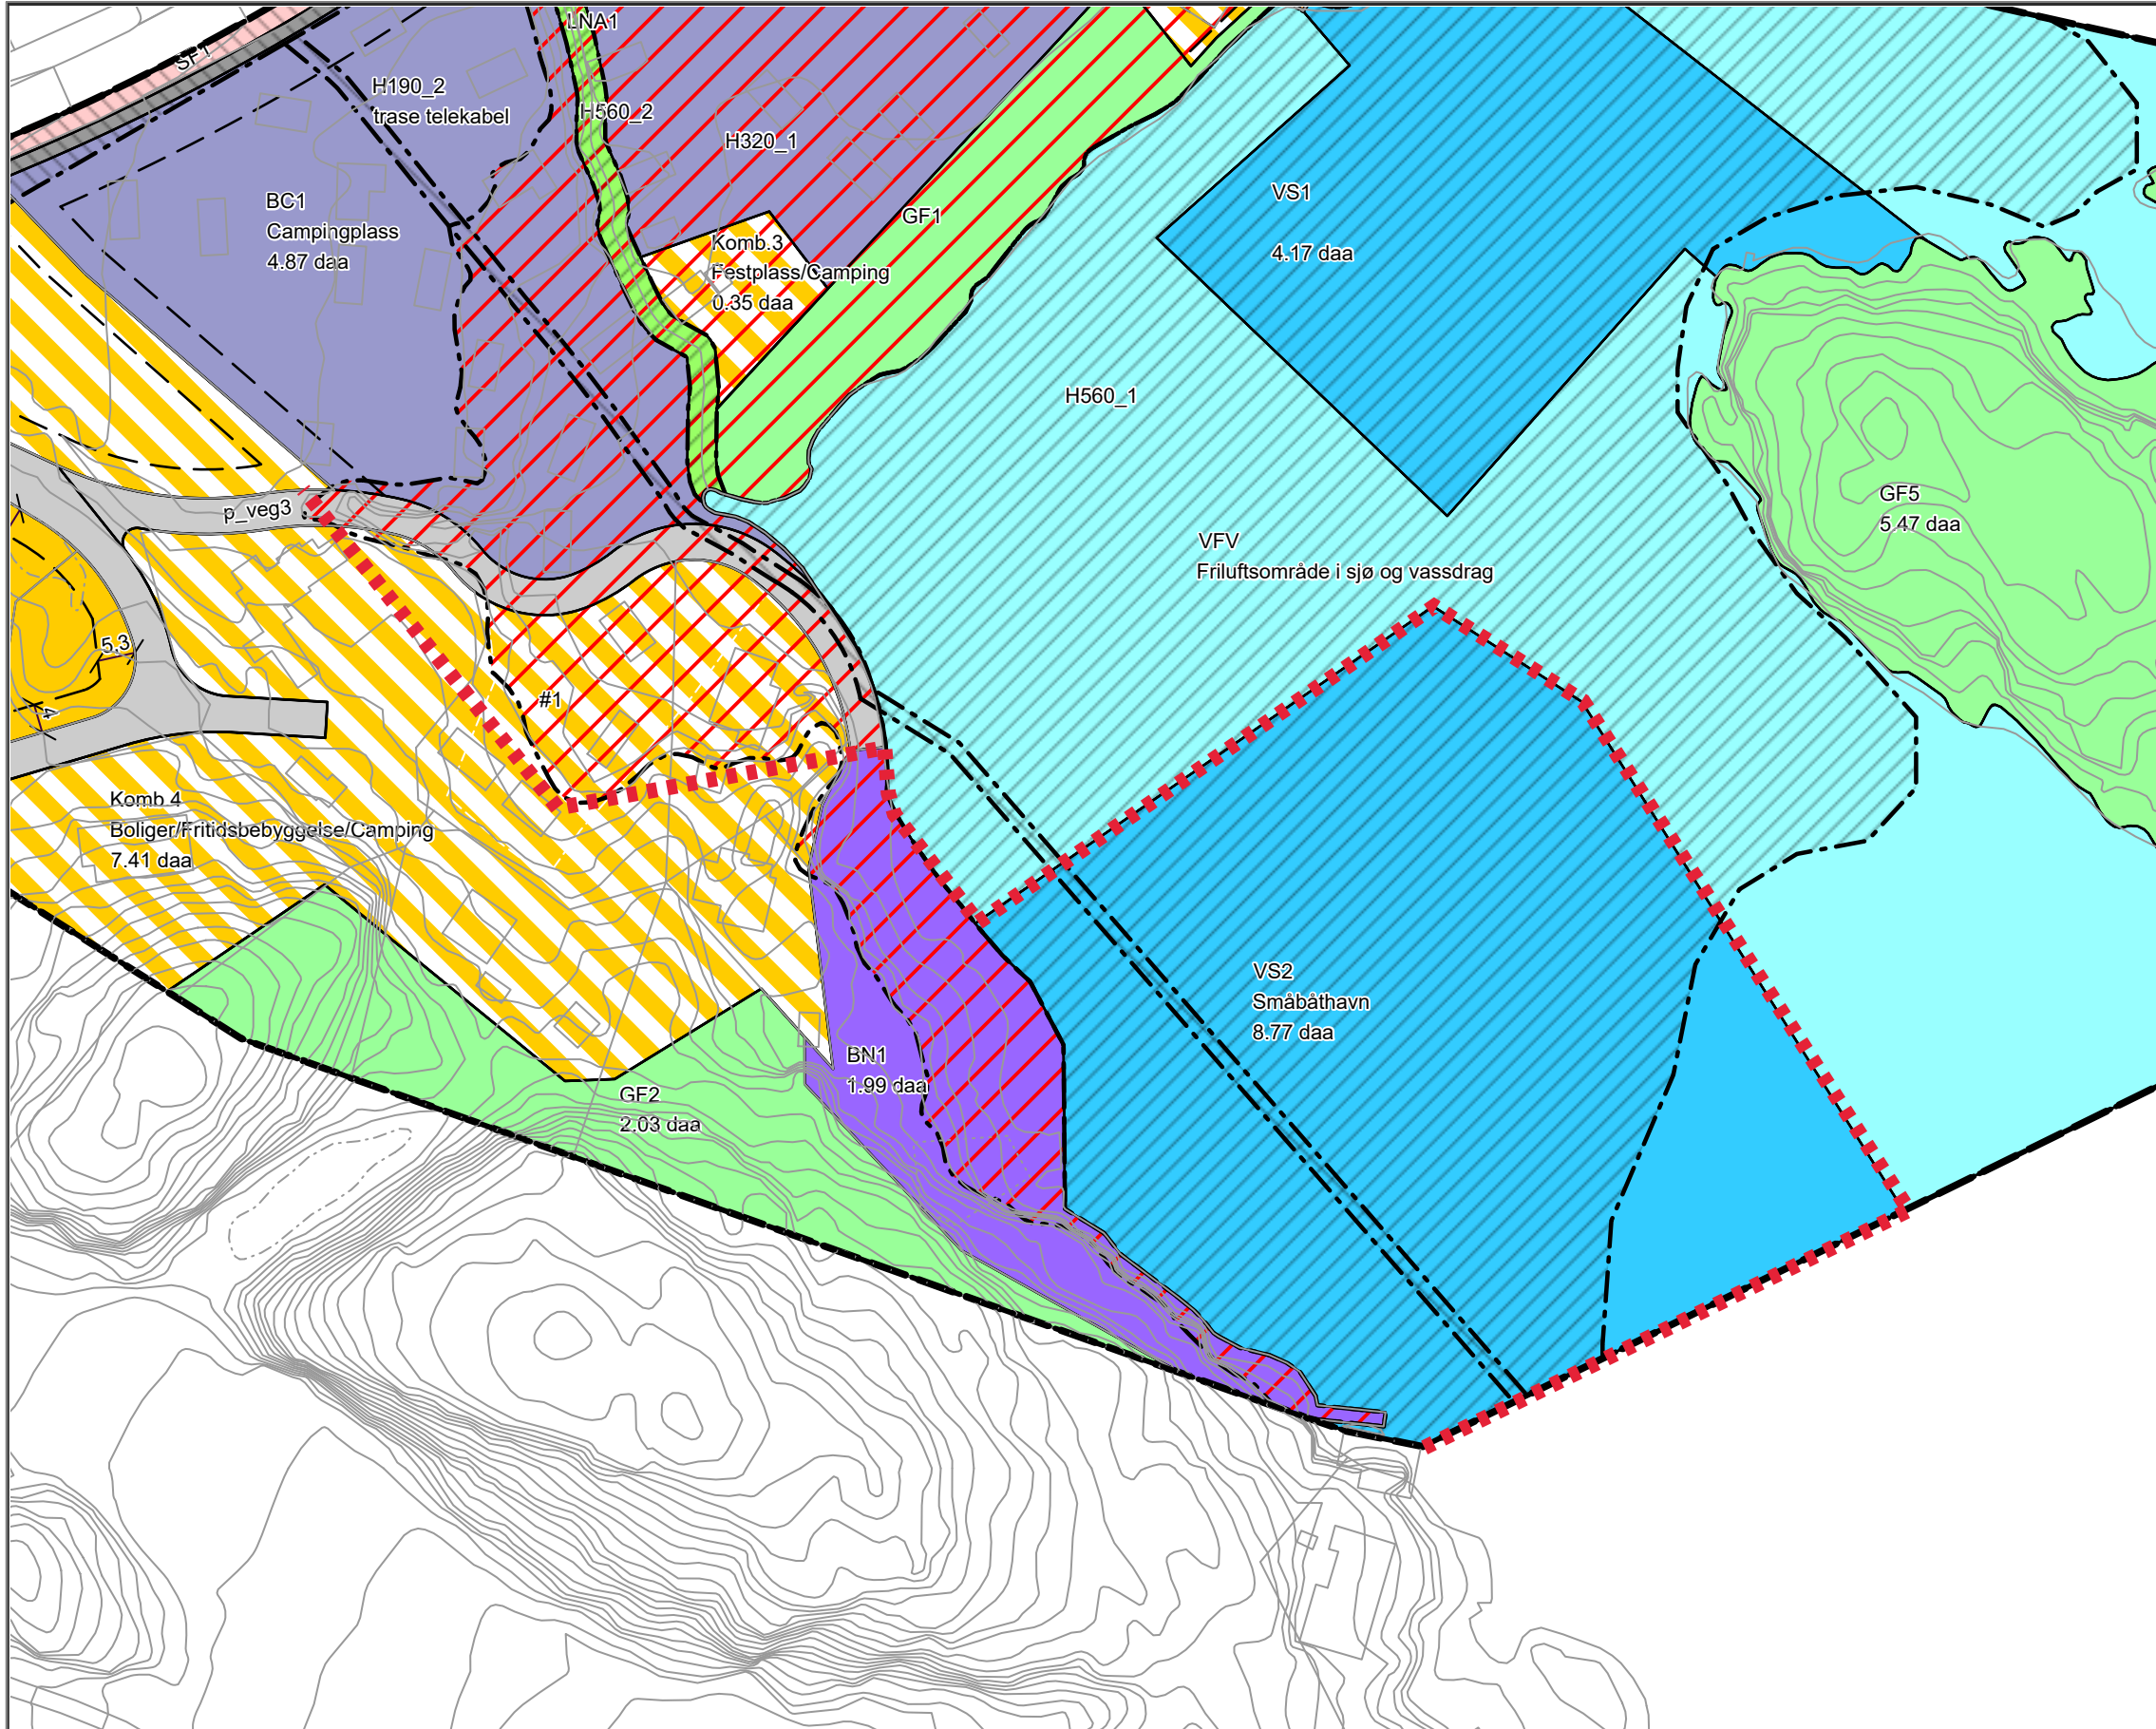 LNA1
SF1
H190_2
trase telekabel
H560_2
H320_1
BC1
Campingplass
4.87 daa
VS1
4.17 daa
GF1
Komb.3
Festplass/Camping
0.35 daa
H560_1
GF5
5.47 daa
p_veg3
VFV
Friluftsområde i sjø og vassdrag
5,3
#1
4
Komb 4
Boliger/Fritidsbebyggelse/Camping
7.41 daa
VS2
Småbåthavn
8.77 daa
BN1
1.99 daa
GF2
2.03 daa